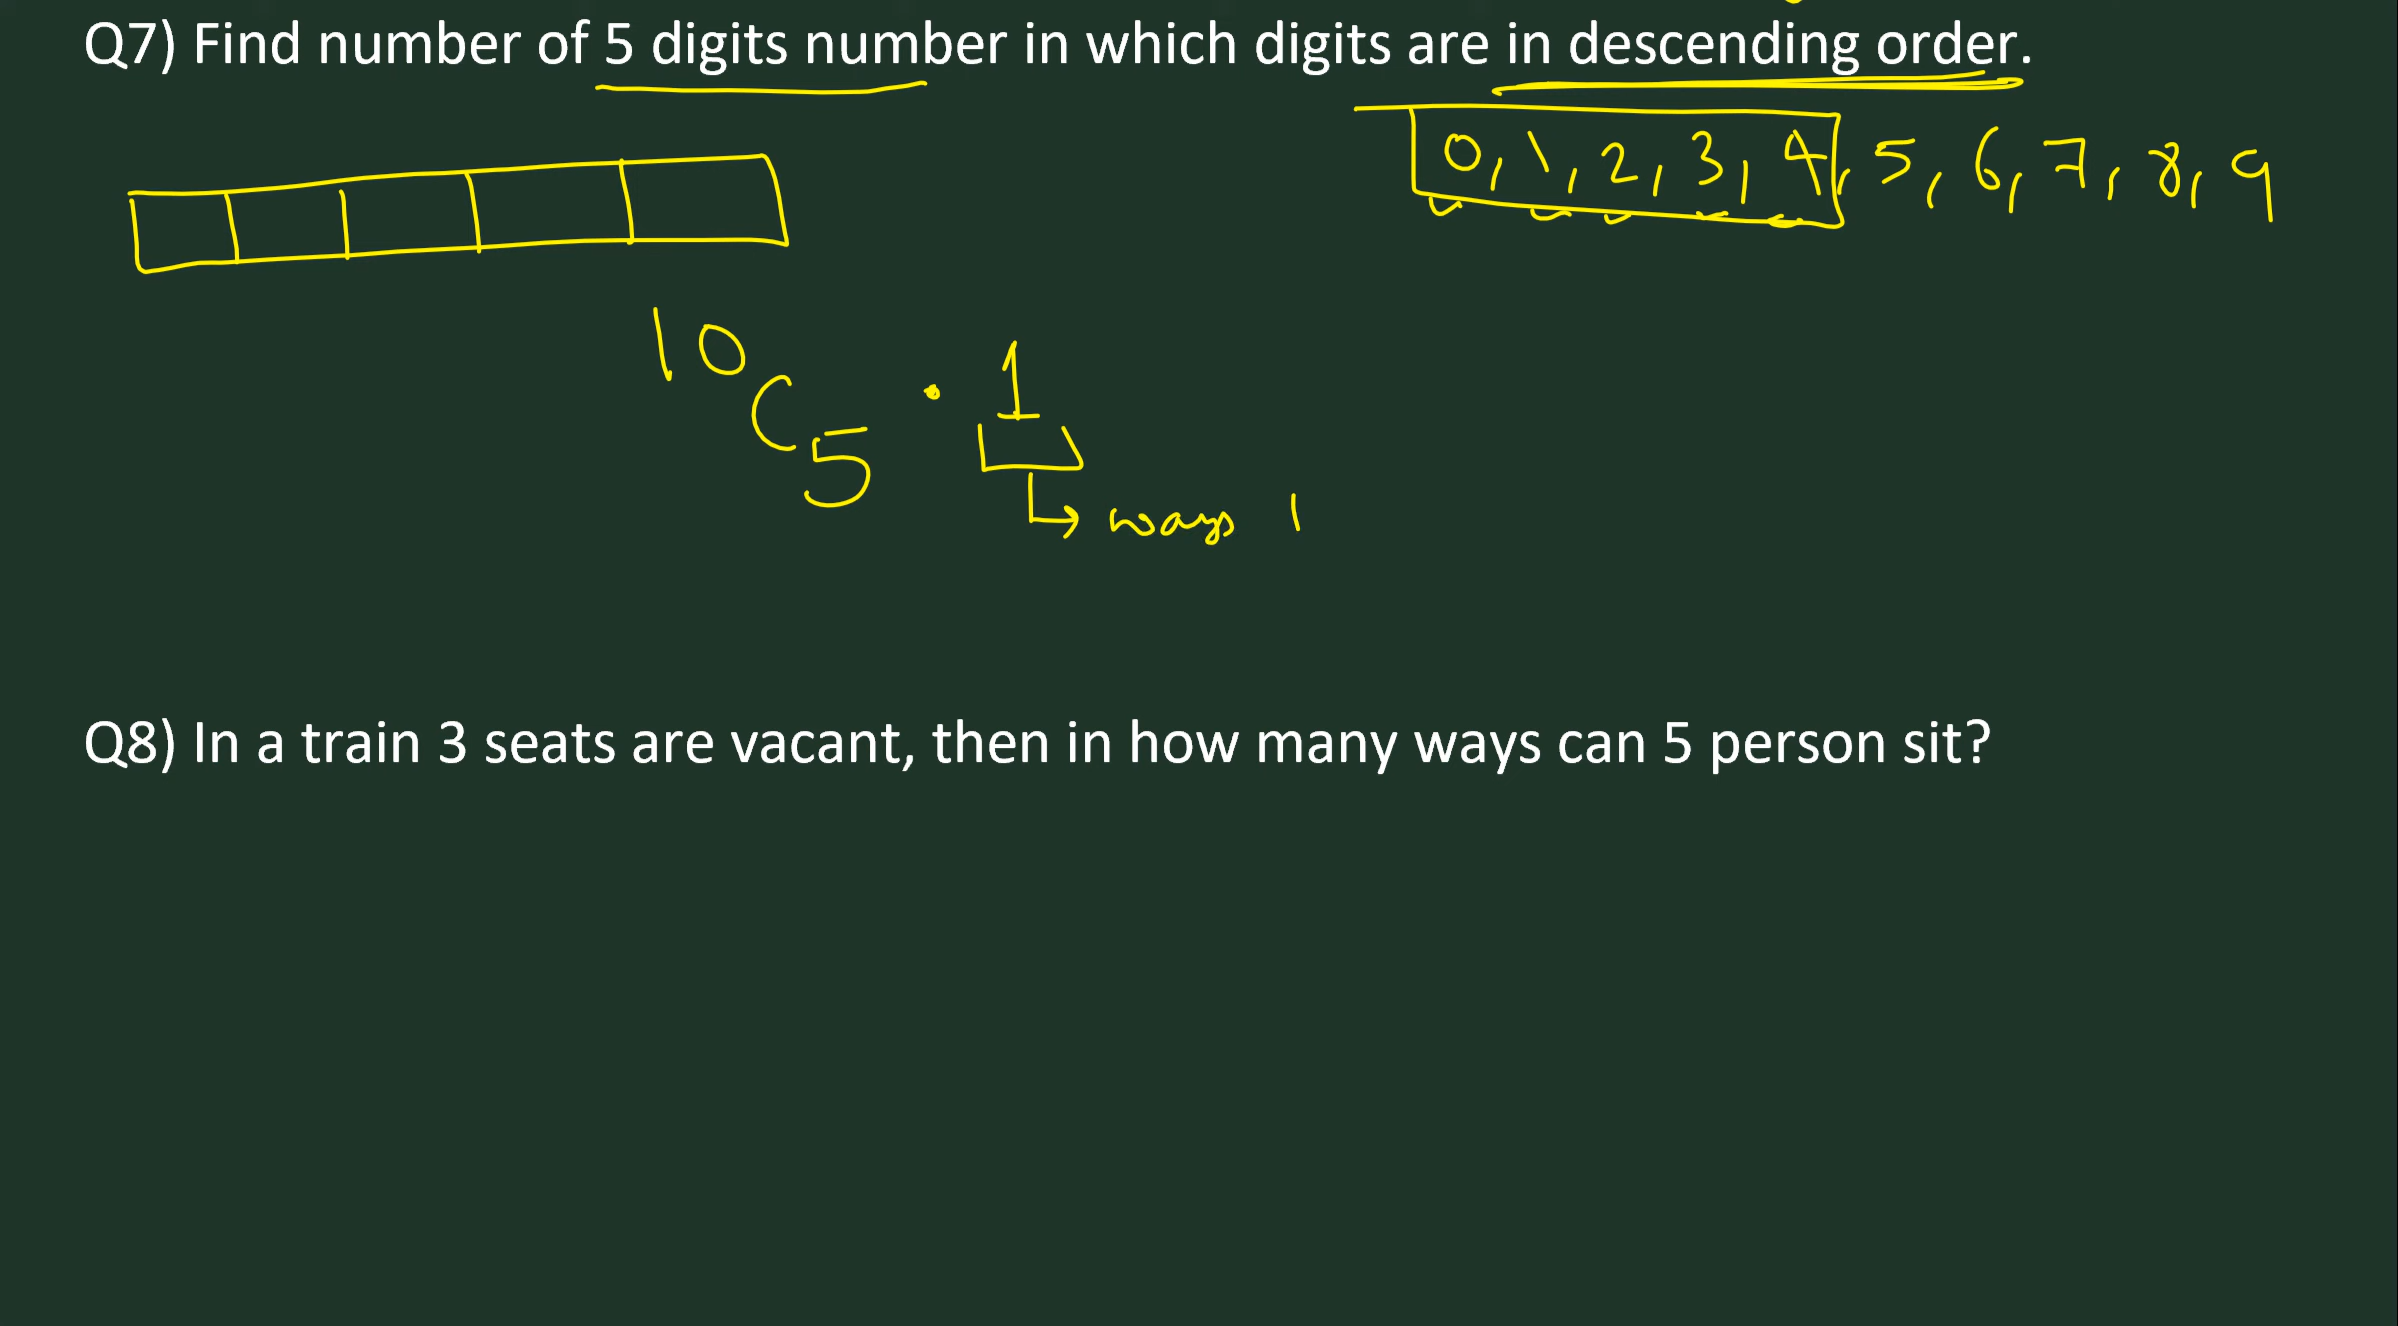 Q7) Find number of 5 digits number in which digits are in descending order.
0, 1, 2, 3, 4, 5, 6, 7, 8, 9
10C5 · 1
ways 1
Q8) In a train 3 seats are vacant, then in how many ways can 5 person sit?